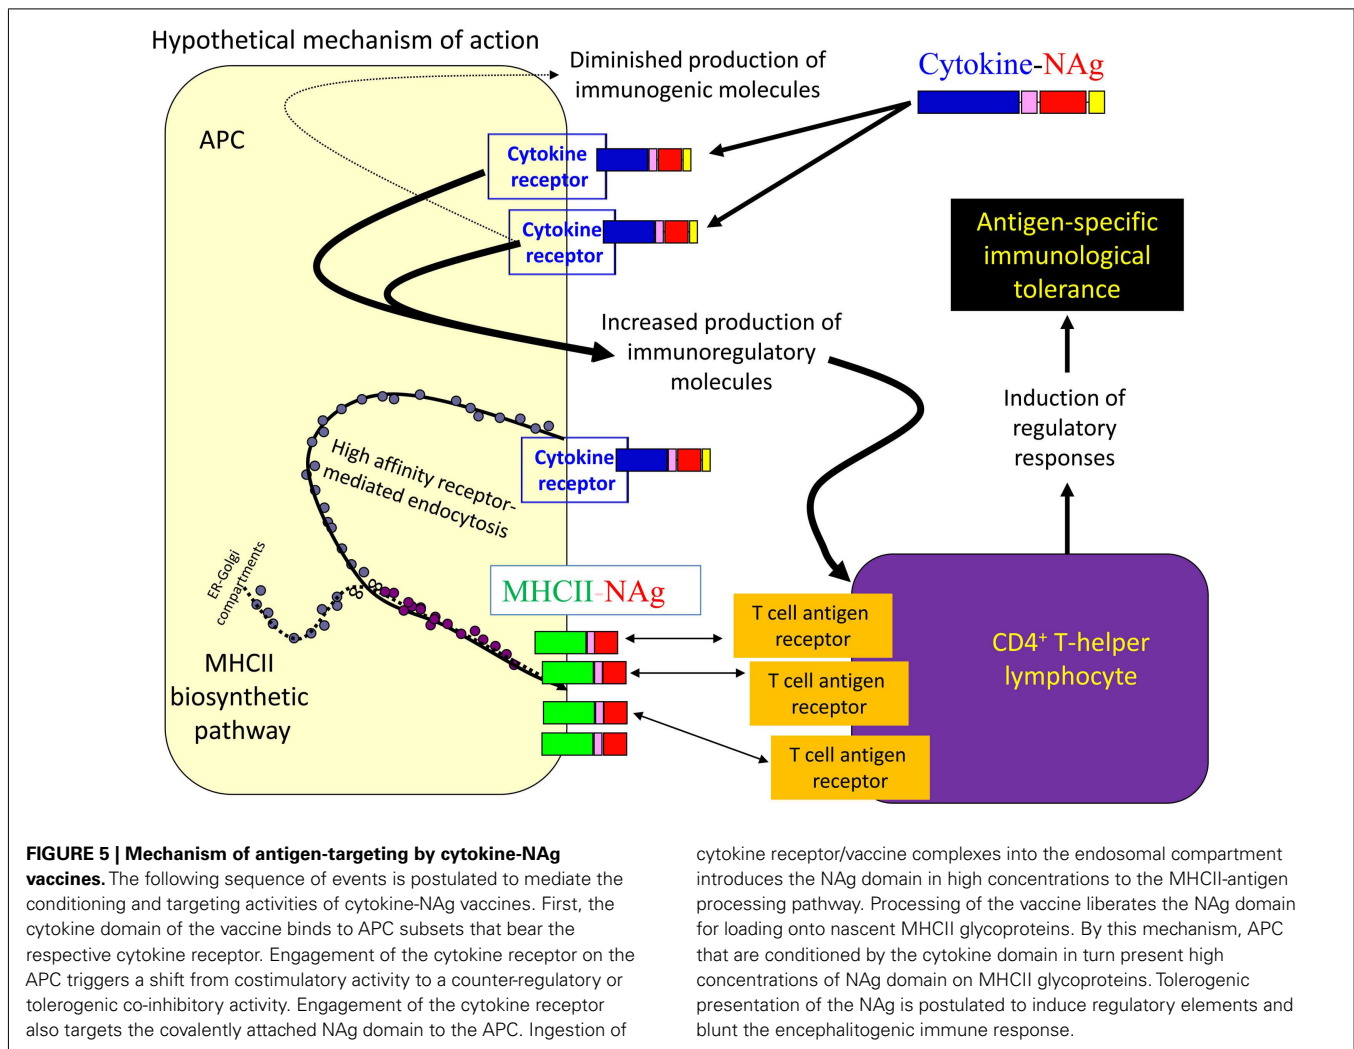 Hypothetical mechanism of action
Diminished production of
immunogenic molecules
Cytokine-NAg
APC
Cytokine
receptor
Cytokine
receptor
Antigen-specific
immunological
tolerance
Increased production of
immunoregulatory
molecules
Induction of
regulatory
responses
High affinity receptor-
mediated endocytosis
Cytokine
receptor
ER-Golgi
compartments
MHCII
biosynthetic
pathway
MHCII-NAg
T cell antigen
receptor
T cell antigen
receptor
T cell antigen
receptor
CD4+ T-helper
lymphocyte
FIGURE 5 | Mechanism of antigen-targeting by cytokine-NAg
vaccines. The following sequence of events is postulated to mediate the
conditioning and targeting activities of cytokine-NAg vaccines. First, the
cytokine domain of the vaccine binds to APC subsets that bear the
respective cytokine receptor. Engagement of the cytokine receptor on the
APC triggers a shift from costimulatory activity to a counter-regulatory or
tolerogenic co-inhibitory activity. Engagement of the cytokine receptor
also targets the covalently attached NAg domain to the APC. Ingestion of
cytokine receptor/vaccine complexes into the endosomal compartment
introduces the NAg domain in high concentrations to the MHCII-antigen
processing pathway. Processing of the vaccine liberates the NAg domain
for loading onto nascent MHCII glycoproteins. By this mechanism, APC
that are conditioned by the cytokine domain in turn present high
concentrations of NAg domain on MHCII glycoproteins. Tolerogenic
presentation of the NAg is postulated to induce regulatory elements and
blunt the encephalitogenic immune response.